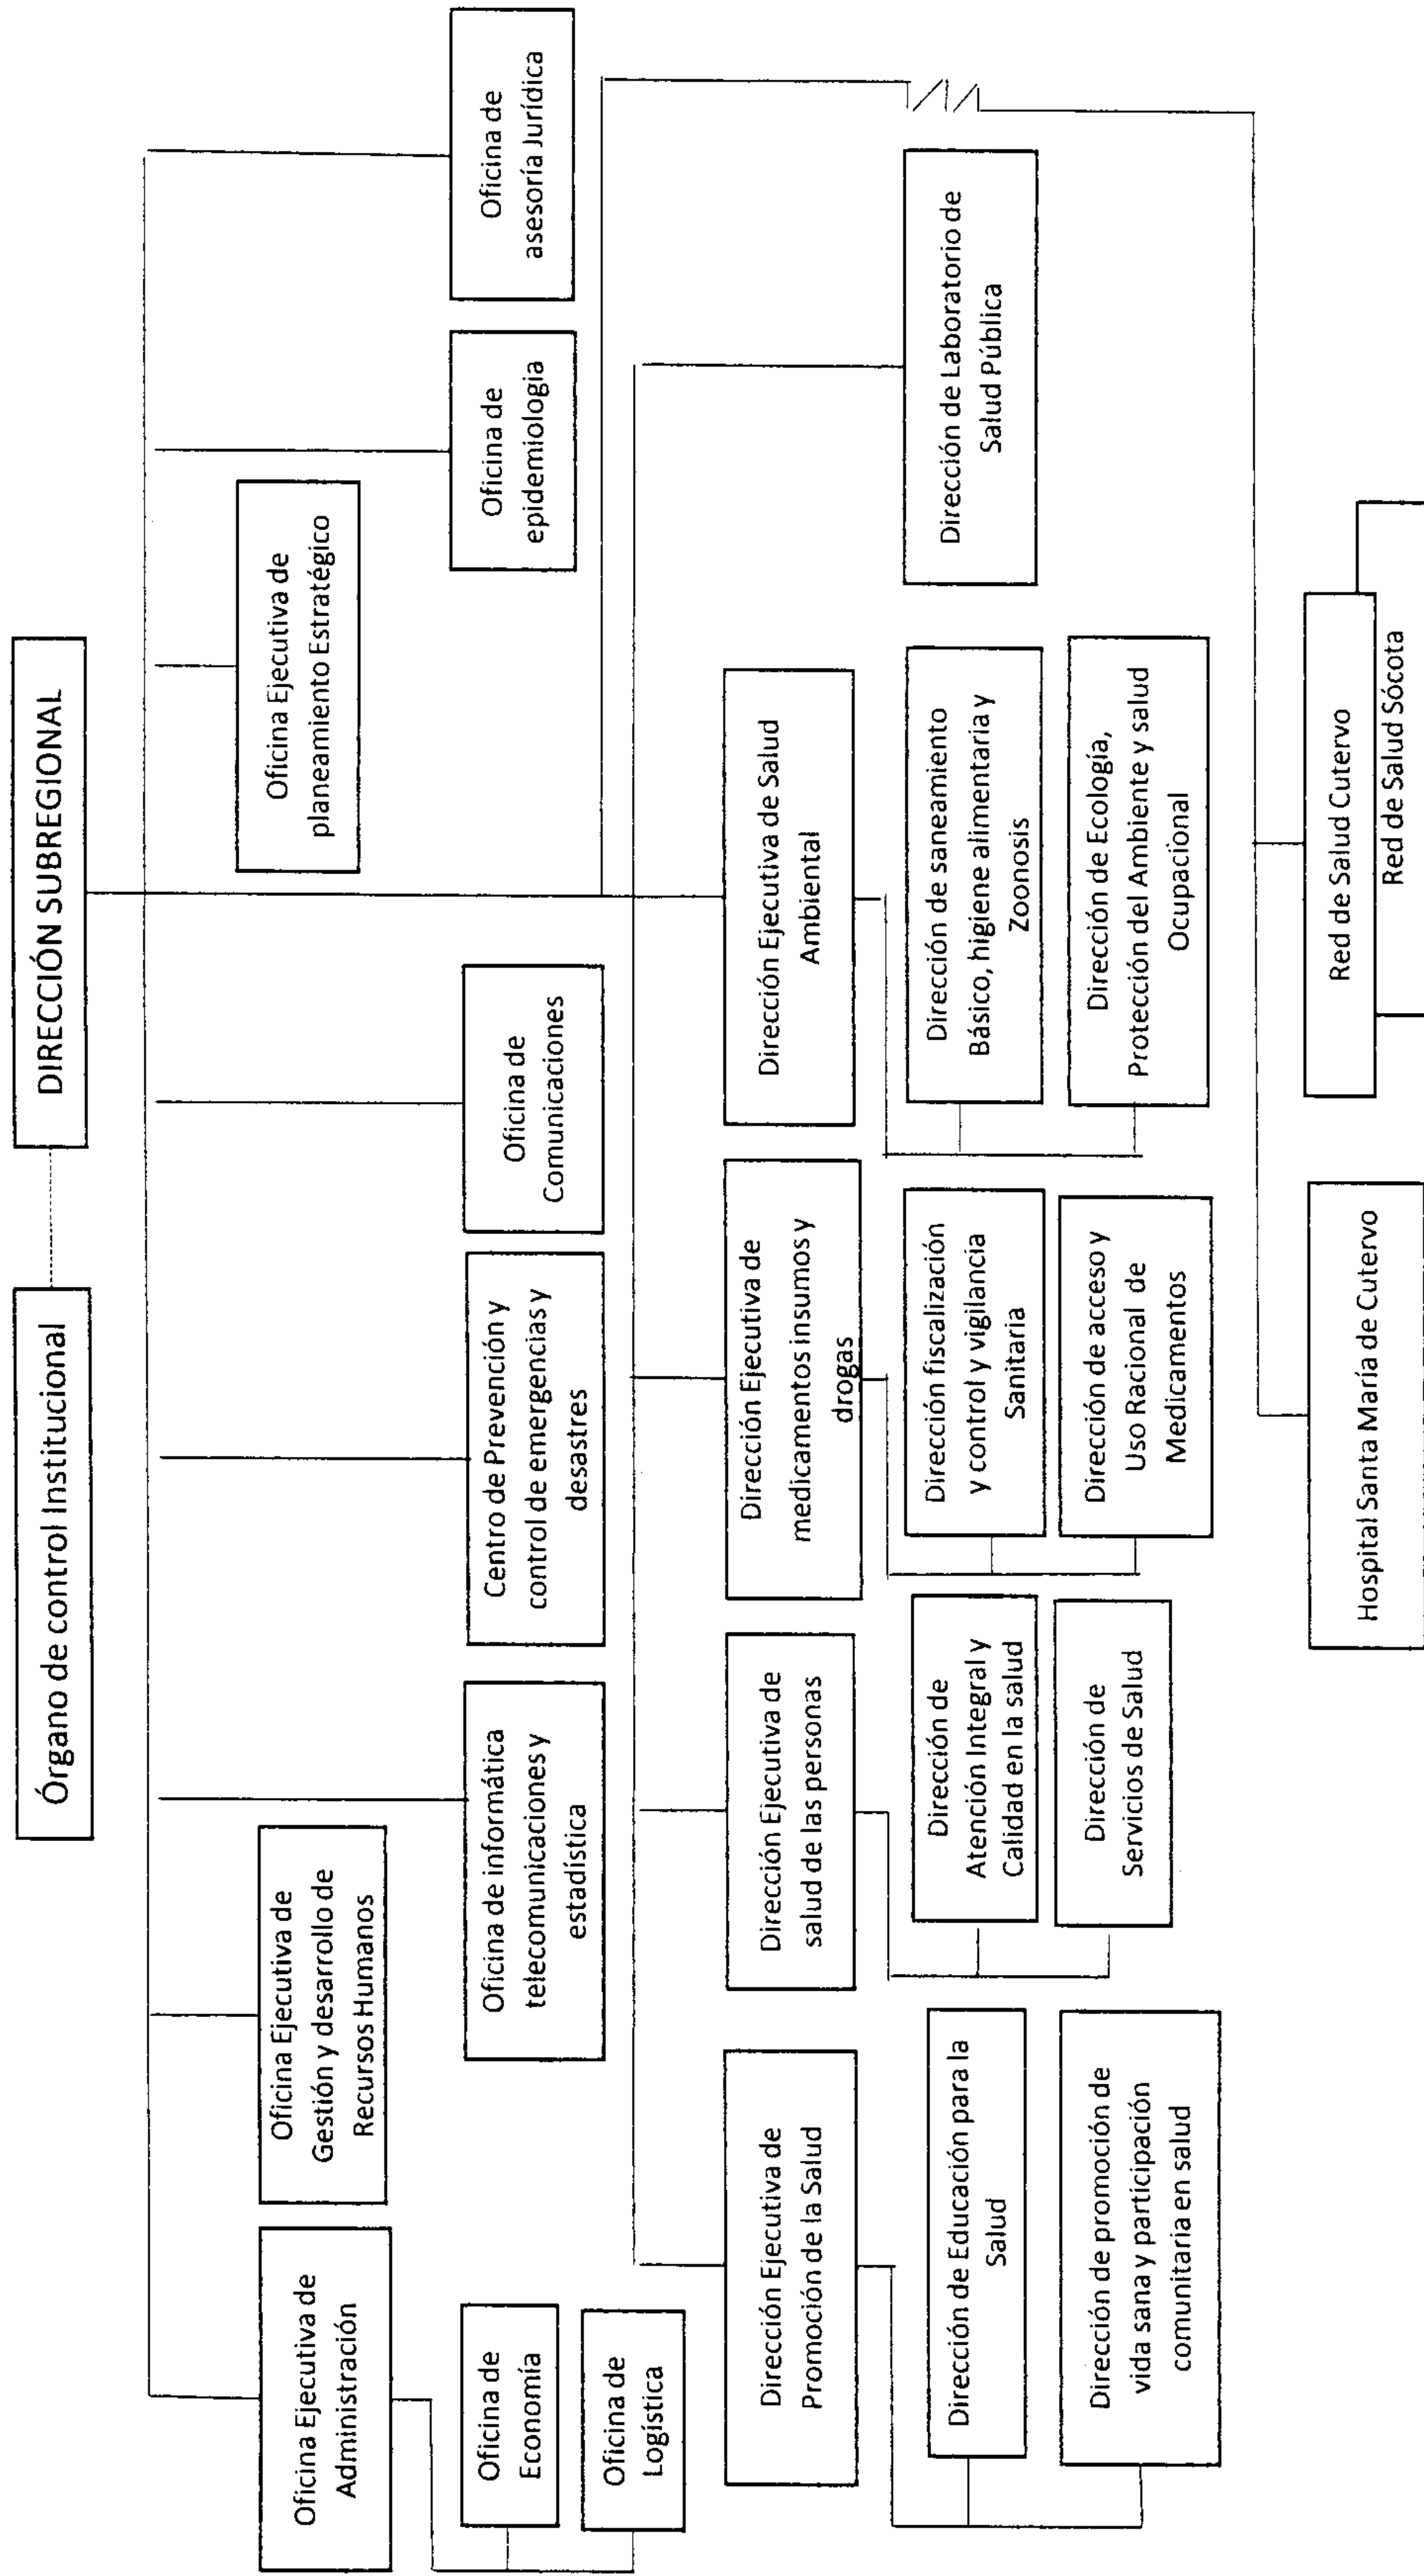 Órgano de control Institucional
DIRECCIÓN SUBREGIONAL
Oficina Ejecutiva de
Administración
Oficina Ejecutiva de
Gestión y desarrollo de
Recursos Humanos
Oficina Ejecutiva de
planeamiento Estratégico
Oficina de
Economía
Oficina de
Logística
Oficina de informática
telecomunicaciones y
estadística
Centro de Prevención y
control de emergencias y
desastres
Oficina de
Comunicaciones
Oficina de
epidemiologia
Oficina de
asesoría Jurídica
Dirección Ejecutiva de
Promoción de la Salud
Dirección Ejecutiva de
salud de las personas
Dirección Ejecutiva de
medicamentos insumos y
drogas
Dirección Ejecutiva de Salud
Ambiental
Dirección de Educación para la
Salud
Dirección de promoción de
vida sana y participación
comunitaria en salud
Dirección de
Atención Integral y
Calidad en la salud
Dirección de
Servicios de Salud
Dirección fiscalización
y control y vigilancia
Sanitaria
Dirección de acceso y
Uso Racional de
Medicamentos
Dirección de saneamiento
Básico, higiene alimentaria y
Zoonosis
Dirección de Ecología,
Protección del Ambiente y salud
Ocupacional
Dirección de Laboratorio de
Salud Pública
Hospital Santa María de Cutervo
Red de Salud Cutervo
Red de Salud Sócota